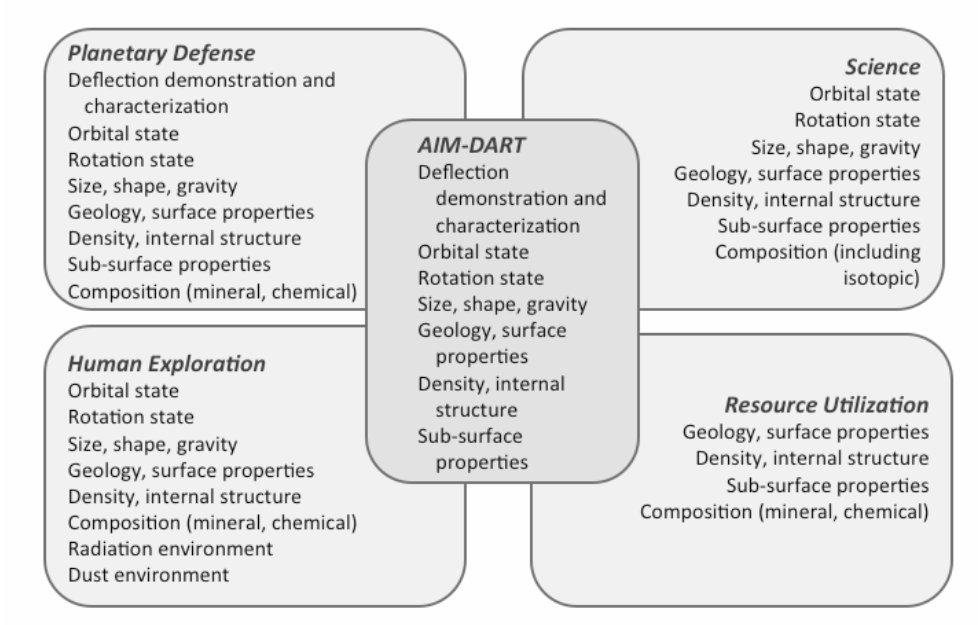 Planetary Defense
Deflection demonstration and
characterization
Orbital state
Rotation state
Size, shape, gravity
Geology, surface properties
Density, internal structure
Sub-surface properties
Composition (mineral, chemical)
Science
Orbital state
Rotation state
Size, shape, gravity
Geology, surface properties
Density, internal structure
Sub-surface properties
Composition (including
isotopic)
AIM-DART
Deflection
demonstration and
characterization
Orbital state
Rotation state
Size, shape, gravity
Geology, surface
properties
Density, internal
structure
Sub-surface
properties
Human Exploration
Orbital state
Rotation state
Size, shape, gravity
Geology, surface properties
Density, internal structure
Composition (mineral, chemical)
Radiation environment
Dust environment
Resource Utilization
Geology, surface properties
Density, internal structure
Sub-surface properties
Composition (mineral, chemical)